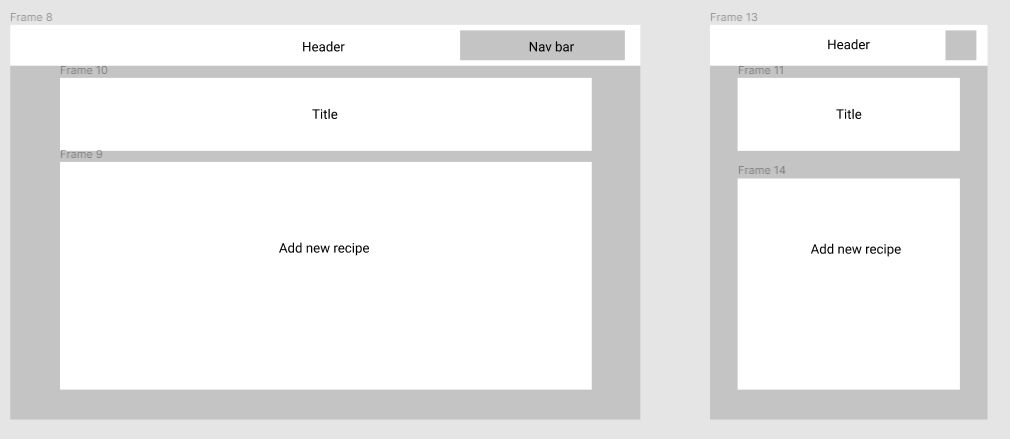 Frame 8
Header
Nav bar
Frame 10
Title
Frame 9
Add new recipe
Frame 13
Header
Frame 11
Title
Frame 14
Add new recipe